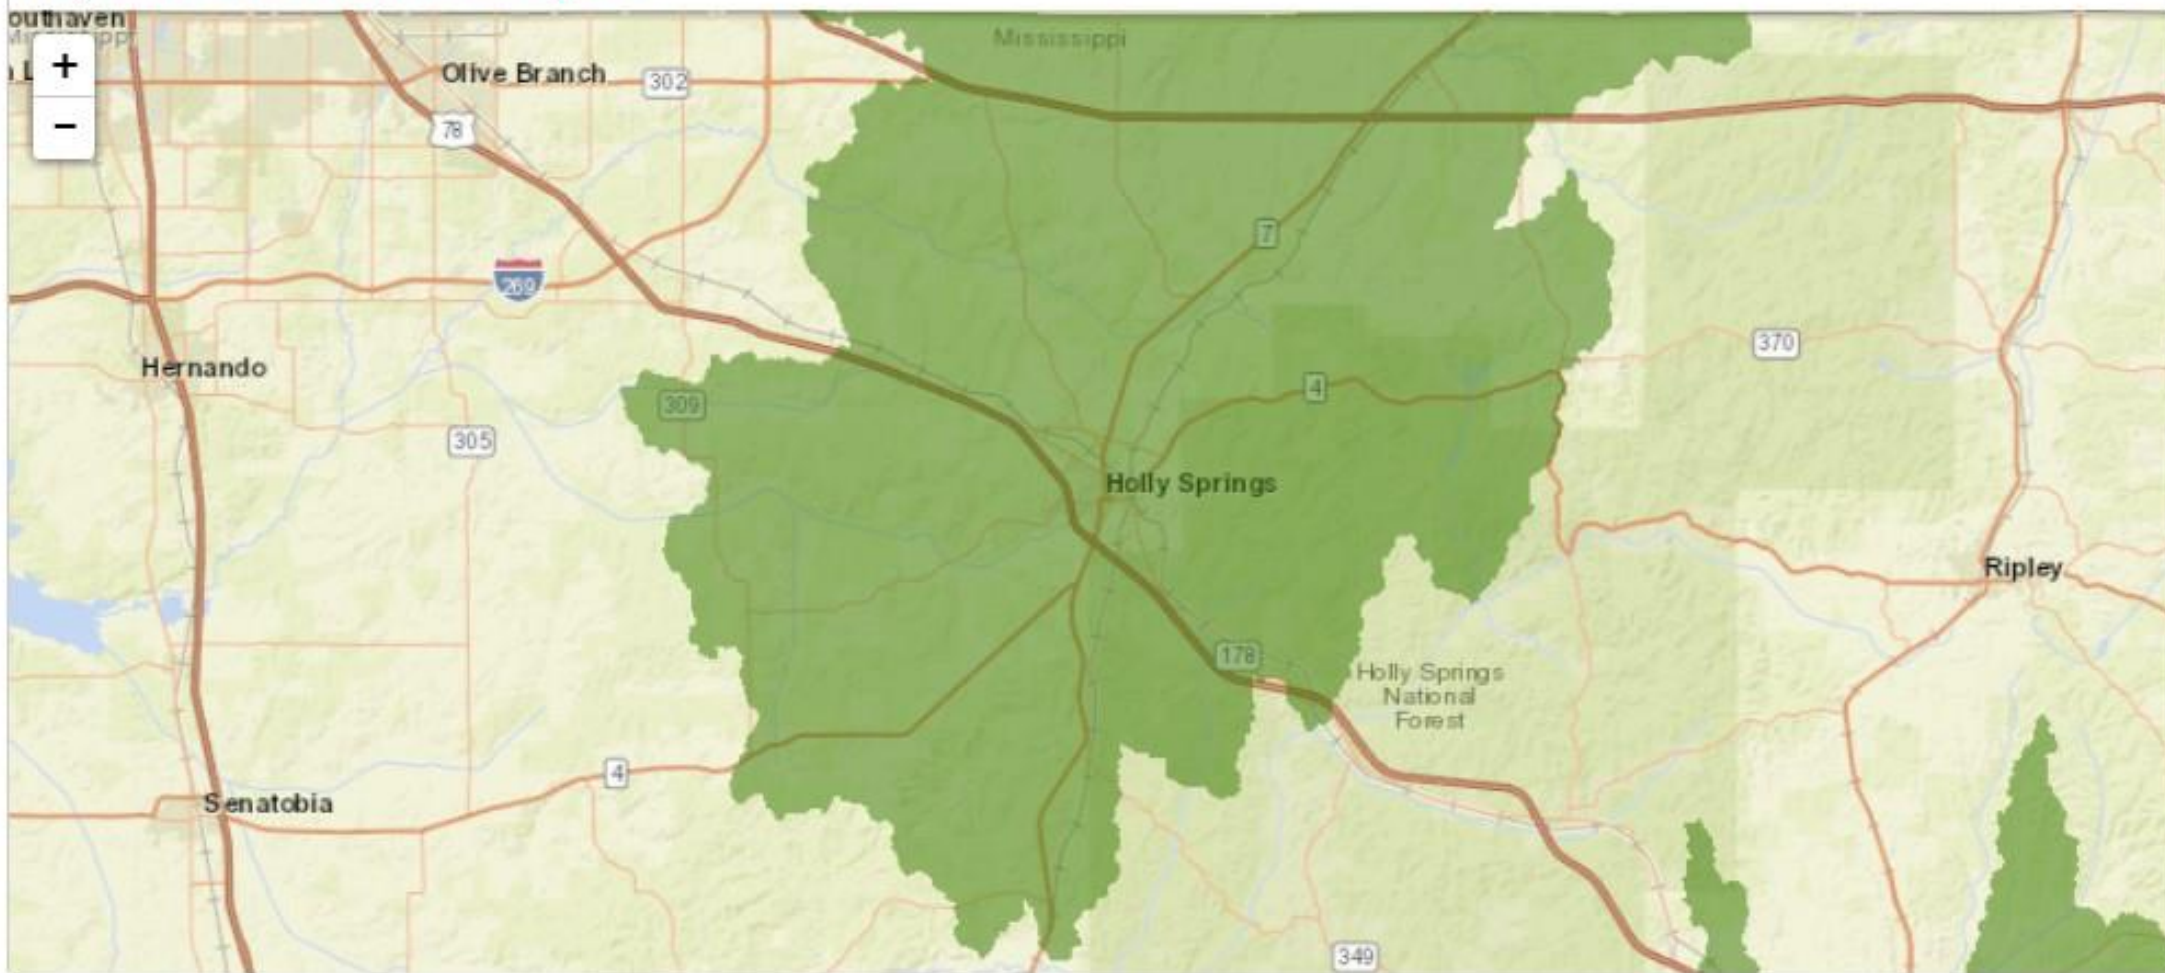 outhaven
Mississippi
Mississippi
+
Olive Branch
302
−
78
7
269
370
Hernando
4
309
305
Holly Springs
Ripley
178
Holly Springs
National
Forest
4
Senatobia
349